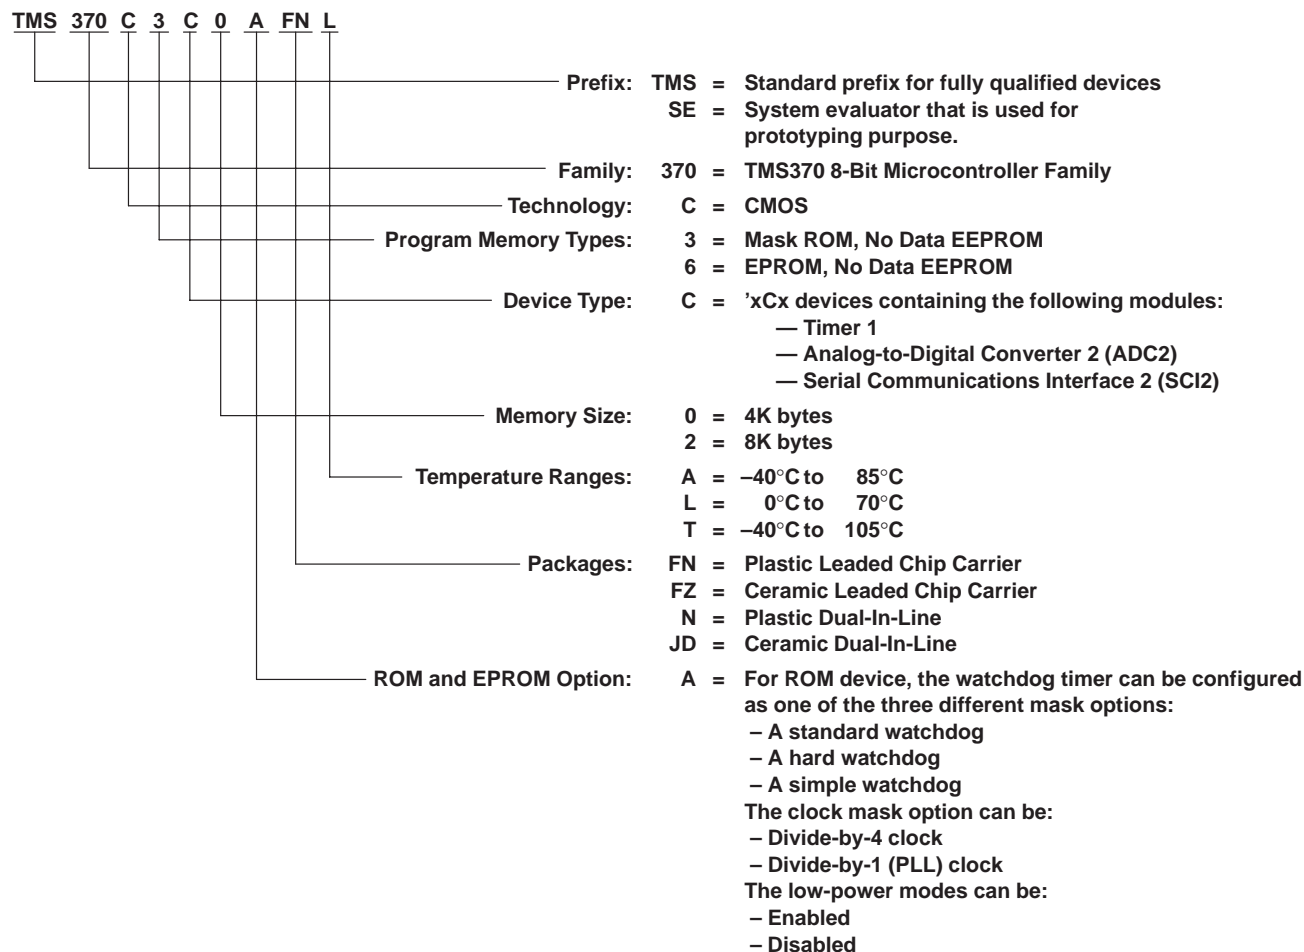 TMS 370 C 3 C 0 A FN L
Prefix: TMS = Standard prefix for fully qualified devices
SE = System evaluator that is used for
prototyping purpose.
Family: 370 = TMS370 8-Bit Microcontroller Family
Technology: C = CMOS
Program Memory Types: 3 = Mask ROM, No Data EEPROM
6 = EPROM, No Data EEPROM
Device Type: C = ’xCx devices containing the following modules:
— Timer 1
— Analog-to-Digital Converter 2 (ADC2)
— Serial Communications Interface 2 (SCI2)
Memory Size: 0 = 4K bytes
2 = 8K bytes
Temperature Ranges: A = –40°C to 85°C
L = 0°C to 70°C
T = –40°C to 105°C
Packages: FN = Plastic Leaded Chip Carrier
FZ = Ceramic Leaded Chip Carrier
N = Plastic Dual-In-Line
JD = Ceramic Dual-In-Line
ROM and EPROM Option: A = For ROM device, the watchdog timer can be configured
as one of the three different mask options:
– A standard watchdog
– A hard watchdog
– A simple watchdog
The clock mask option can be:
– Divide-by-4 clock
– Divide-by-1 (PLL) clock
The low-power modes can be:
– Enabled
– Disabled